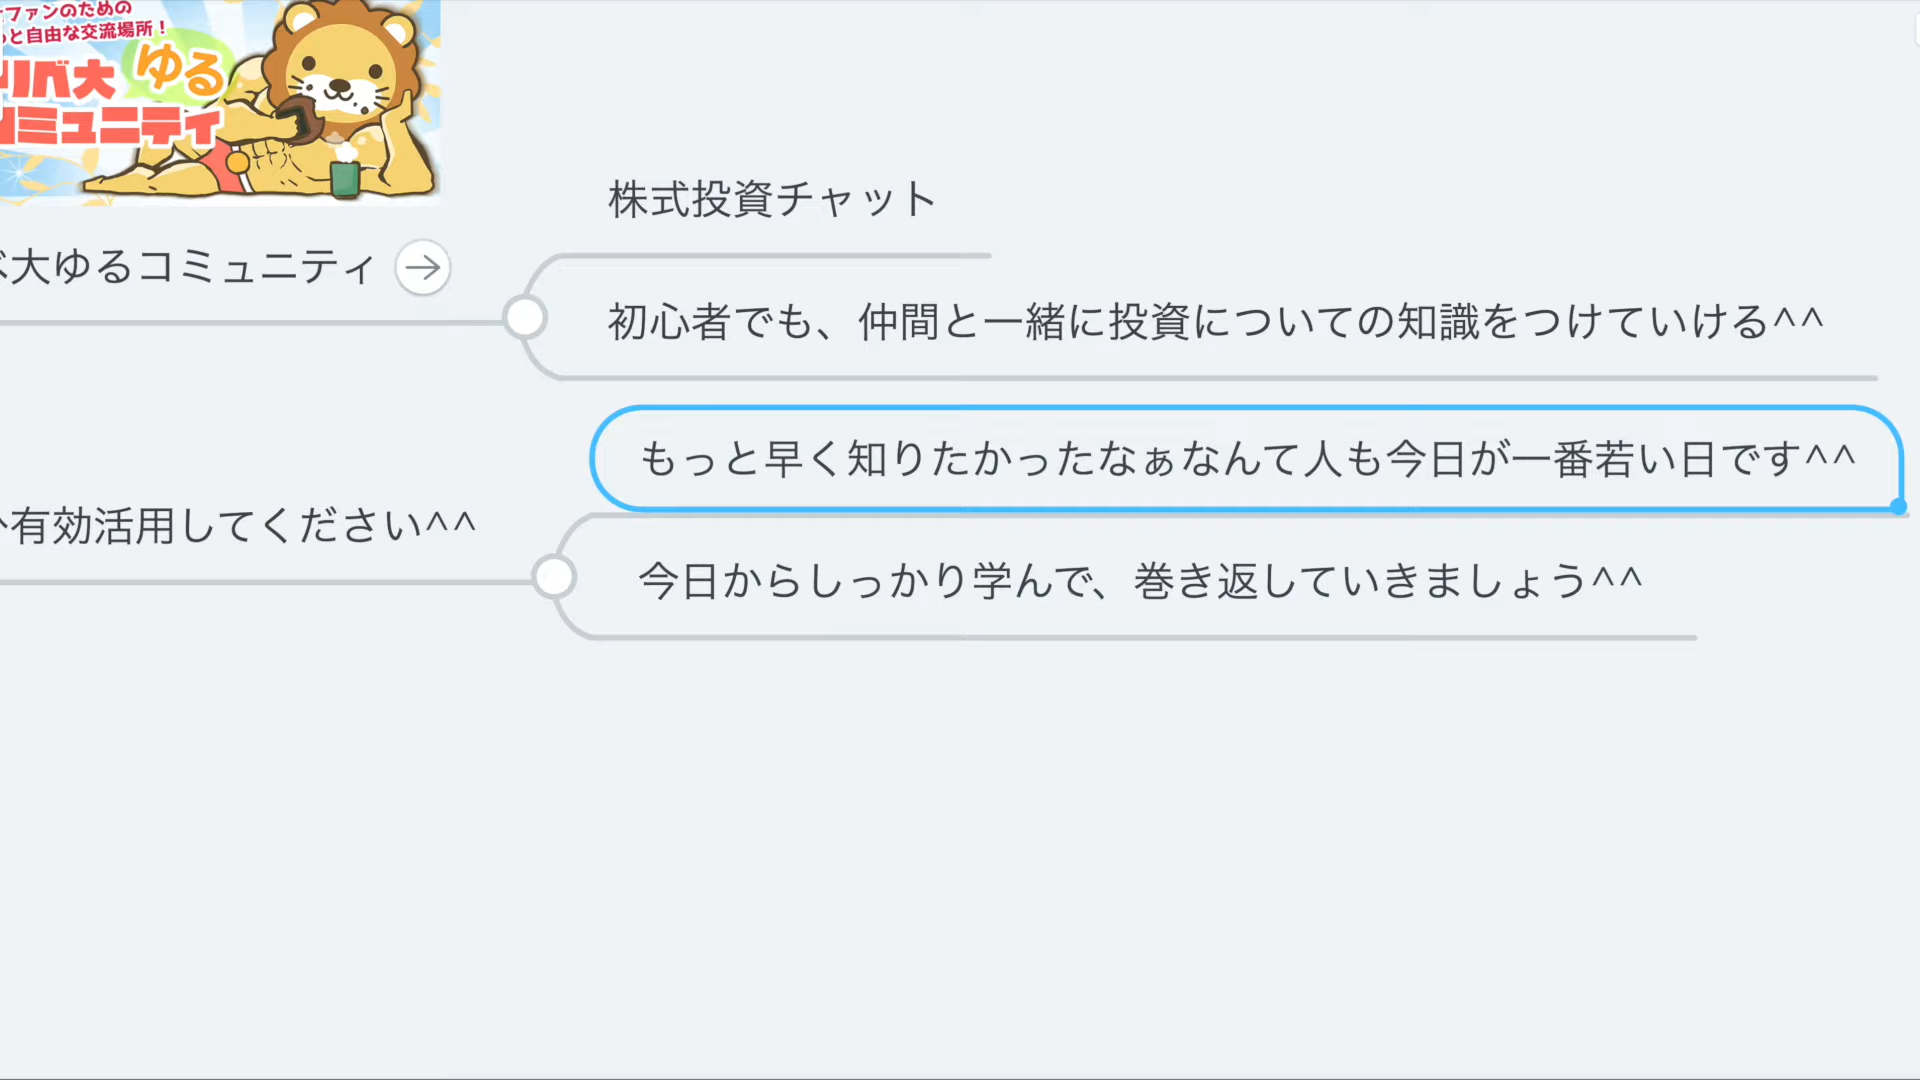 ファンのための
と自由な交流場所！
リベ大 ゆる
コミュニティ
株式投資チャット
ベ大ゆるコミュニティ
初心者でも、仲間と一緒に投資についての知識をつけていける^^
もっと早く知りたかったなぁなんて人も今日が一番若い日です^^
有効活用してください^^
今日からしっかり学んで、巻き返していきましょう^^